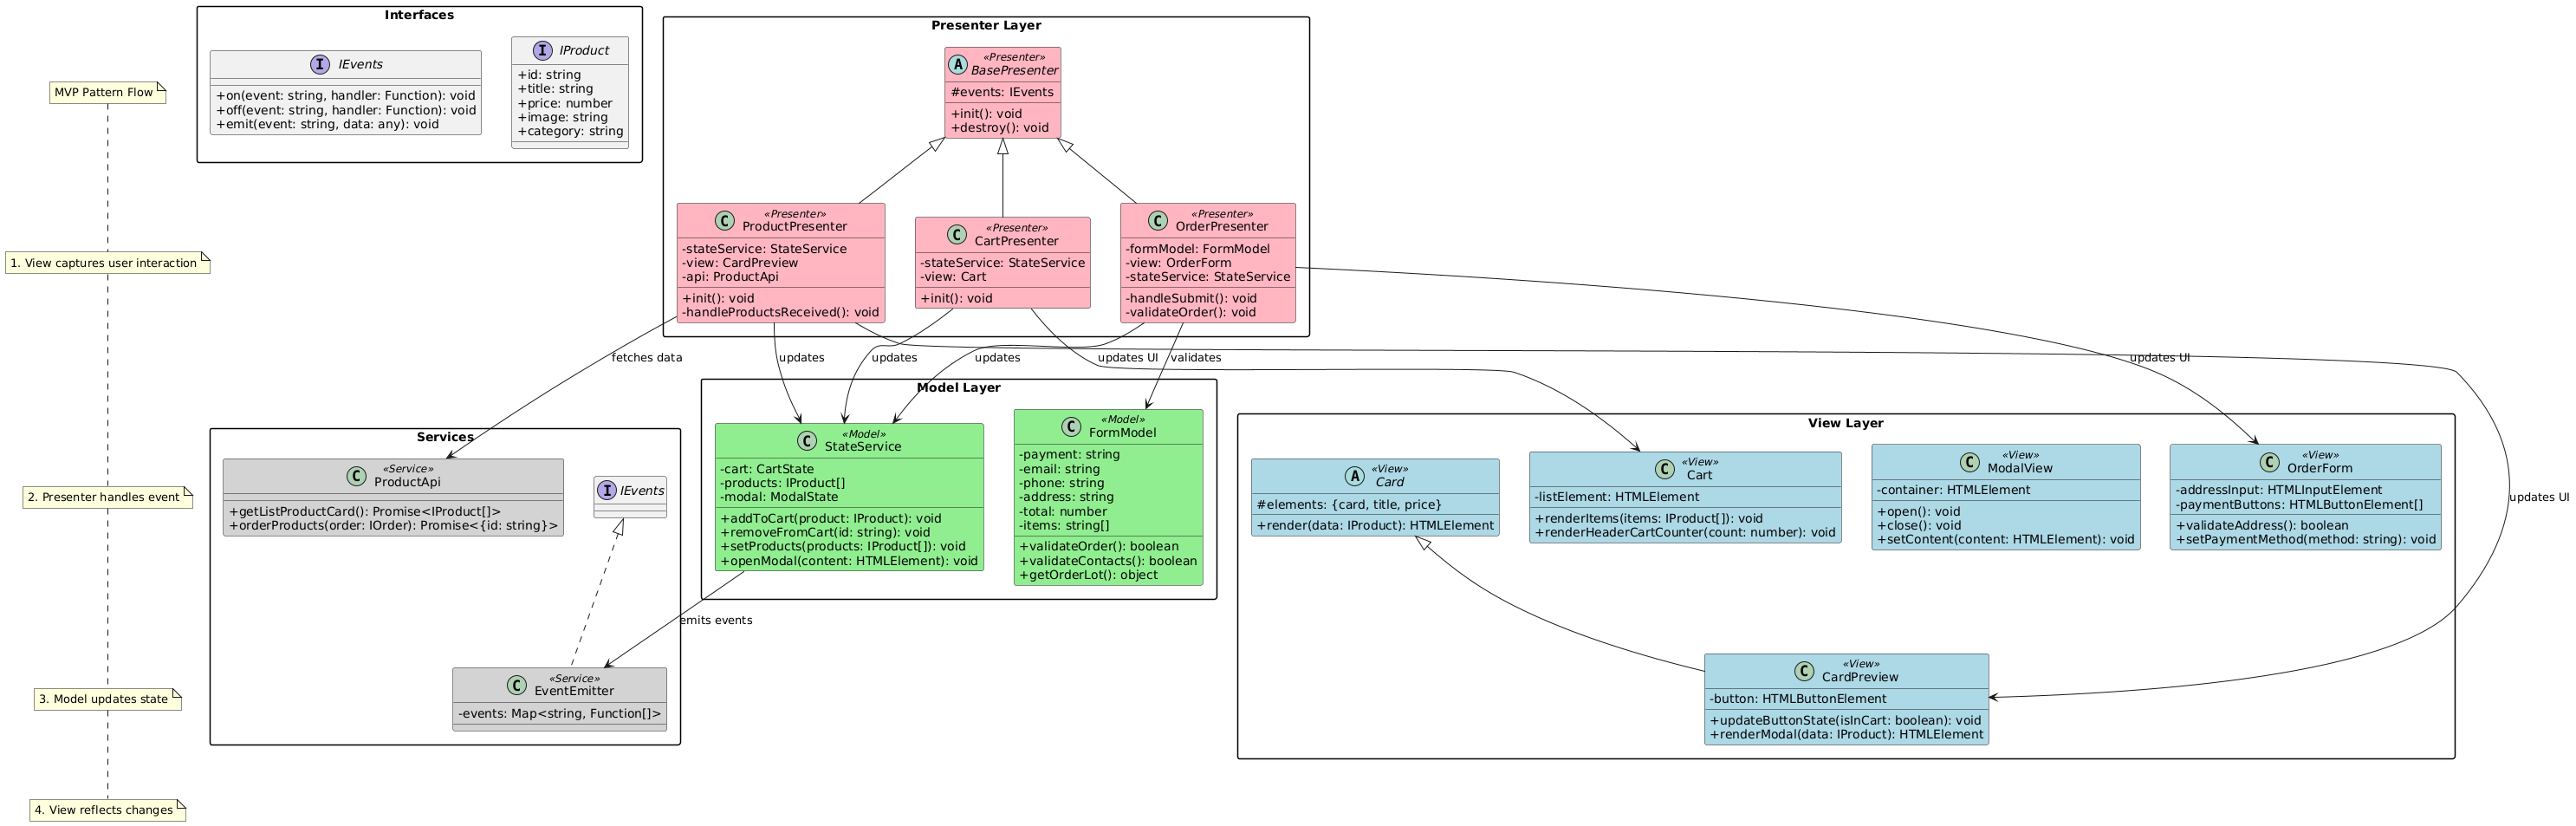 Interfaces
IEvents
+on(event: string, handler: Function): void
+off(event: string, handler: Function): void
+emit(event: string, data: any): void
IProduct
+id: string
+title: string
+price: number
+image: string
+category: string
Presenter Layer
«Presenter»
BasePresenter
#events: IEvents
+init(): void
+destroy(): void
«Presenter»
ProductPresenter
-stateService: StateService
-view: CardPreview
-api: ProductApi
+init(): void
-handleProductsReceived(): void
«Presenter»
CartPresenter
-stateService: StateService
-view: Cart
+init(): void
«Presenter»
OrderPresenter
-formModel: FormModel
-view: OrderForm
-stateService: StateService
-handleSubmit(): void
-validateOrder(): void
MVP Pattern Flow
1. View captures user interaction
2. Presenter handles event
3. Model updates state
4. View reflects changes
fetches data
updates
updates
updates
updates UI
validates
updates UI
updates UI
Model Layer
«Model»
StateService
-cart: CartState
-products: IProduct[]
-modal: ModalState
+addToCart(product: IProduct): void
+removeFromCart(id: string): void
+setProducts(products: IProduct[]): void
+openModal(content: HTMLElement): void
«Model»
FormModel
-payment: string
-email: string
-phone: string
-address: string
-total: number
-items: string[]
+validateOrder(): boolean
+validateContacts(): boolean
+getOrderLot(): object
Services
«Service»
ProductApi
+getListProductCard(): Promise<IProduct[]>
+orderProducts(order: IOrder): Promise<{id: string}>
IEvents
emits events
«Service»
EventEmitter
-events: Map<string, Function[]>
View Layer
«View»
Card
#elements: {card, title, price}
+render(data: IProduct): HTMLElement
«View»
Cart
-listElement: HTMLElement
+renderItems(items: IProduct[]): void
+renderHeaderCartCounter(count: number): void
«View»
ModalView
-container: HTMLElement
+open(): void
+close(): void
+setContent(content: HTMLElement): void
«View»
OrderForm
-addressInput: HTMLInputElement
-paymentButtons: HTMLButtonElement[]
+validateAddress(): boolean
+setPaymentMethod(method: string): void
«View»
CardPreview
-button: HTMLButtonElement
+updateButtonState(isInCart: boolean): void
+renderModal(data: IProduct): HTMLElement